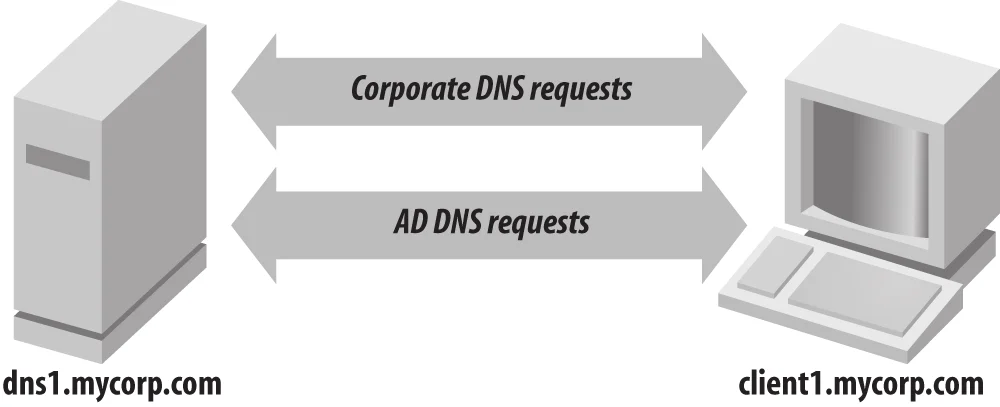 Corporate DNS requests
AD DNS requests
dns1.mycorp.com
client1.mycorp.com